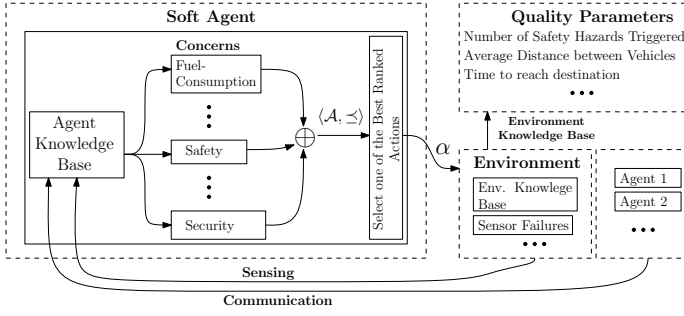 Soft Agent
Concerns
Fuel-
Consumption
Agent
Knowledge
Base
Safety
Security
⟨𝒜, ⪯⟩
Select one of the Best Ranked
Actions
α
Quality Parameters
Number of Safety Hazards Triggered
Average Distance between Vehicles
Time to reach destination
Environment
Knowledge Base
Environment
Env. Knowlege
Base
Sensor Failures
Agent 1
Agent 2
Sensing
Communication